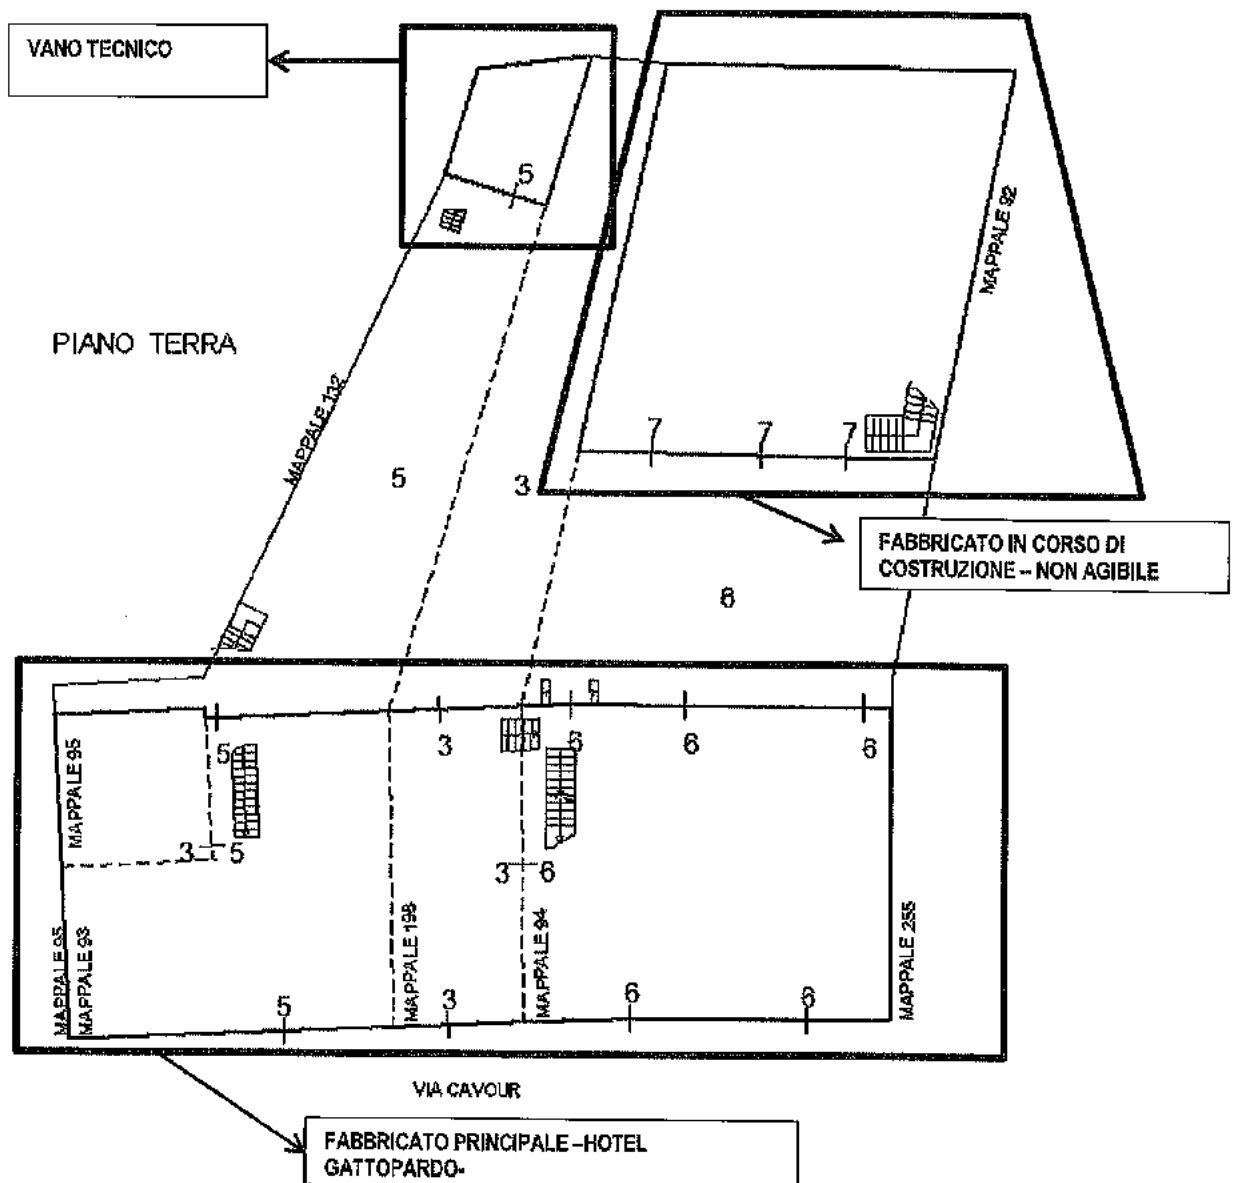 VANO TECNICO
5
PIANO TERRA
MAPPALE 92
MAPPALE 132
7 7 7
5
3
FABBRICATO IN CORSO DI
COSTRUZIONE – NON AGIBILE
6
5
3
6
6
6
MAPPALE 95
3 5
3 6
MAPPALE 95
MAPPALE 93
MAPPALE 198
MAPPALE 94
MAPPALE 255
5
3
6
6
VIA CAVOUR
FABBRICATO PRINCIPALE –HOTEL
GATTOPARDO-